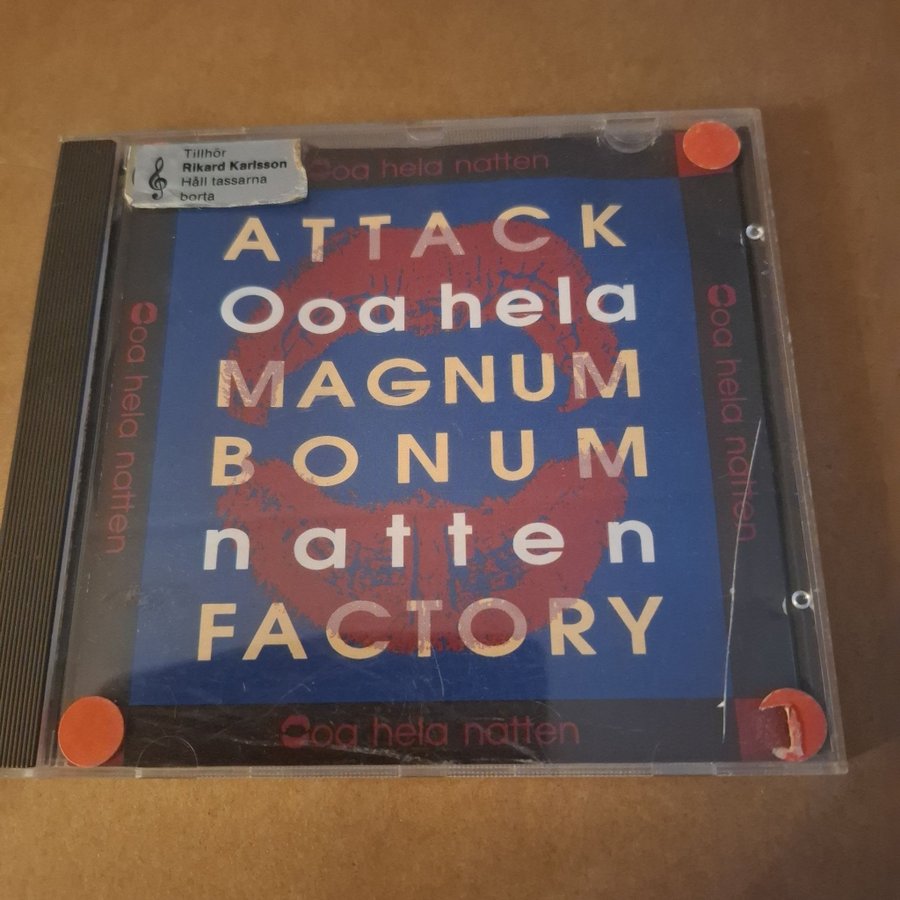 Tillhör
Rikard Karlsson
Håll tassarna
borta
Ooa hela natten
ATTACK
Ooa hela
MAGNUM
BONUM
natten
FACTORY
Ooa hela natten
Ooa hela natten
Ooa hela natten